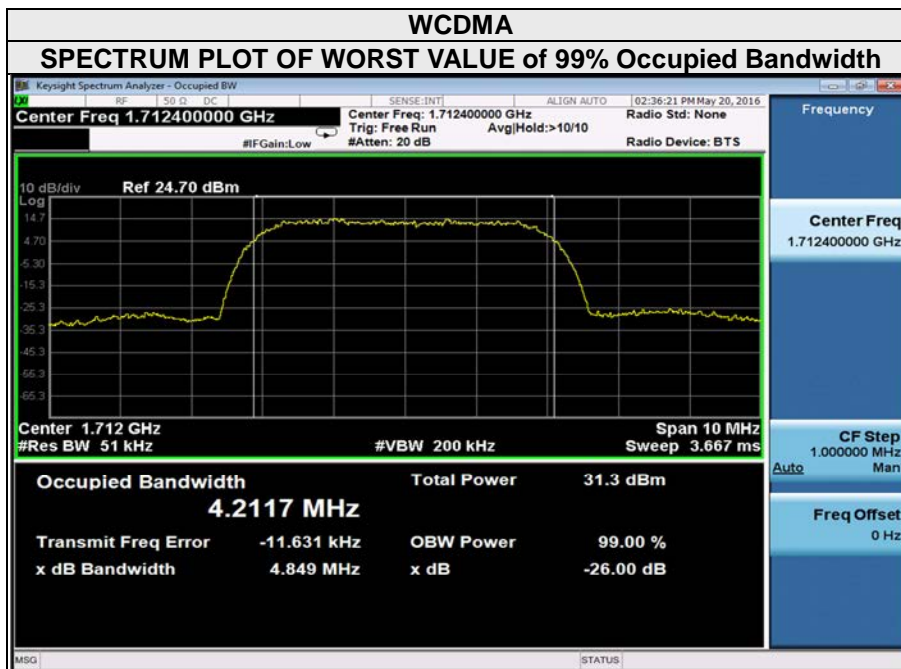 WCDMA
SPECTRUM PLOT OF WORST VALUE of 99% Occupied Bandwidth
Keysight Spectrum Analyzer - Occupied BW
RF 50 Ω DC SENSE:INT ALIGN AUTO 02:36:21 PM May 20, 2016
Center Freq 1.712400000 GHz
Center Freq: 1.712400000 GHz Radio Std: None
Trig: Free Run Avg|Hold:>10/10
#IFGain:Low #Atten: 20 dB Radio Device: BTS
10 dB/div Ref 24.70 dBm
Log
14.7
4.70
-5.30
-15.3
-25.3
-35.3
-45.3
-55.3
-65.3
Center 1.712 GHz Span 10 MHz
#Res BW 51 kHz #VBW 200 kHz Sweep 3.667 ms
Occupied Bandwidth Total Power 31.3 dBm
4.2117 MHz
Transmit Freq Error -11.631 kHz OBW Power 99.00 %
x dB Bandwidth 4.849 MHz x dB -26.00 dB
MSG STATUS
Frequency
Center Freq
1.712400000 GHz
CF Step
1.000000 MHz
Auto Man
Freq Offset
0 Hz